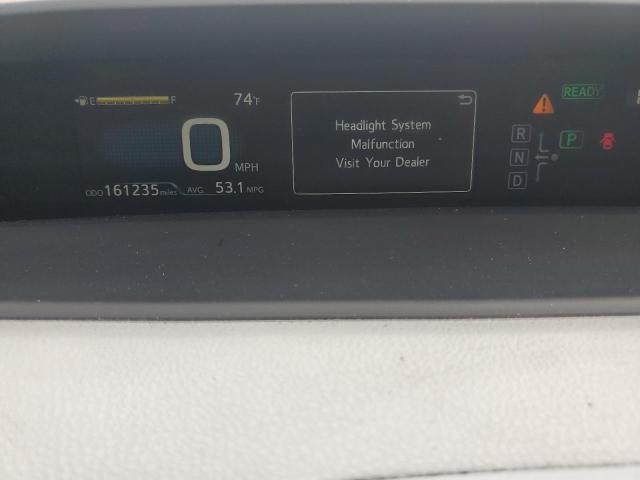 E F 74°F
0 MPH
ODO 161235 miles AVG. 53.1 MPG
Headlight System
Malfunction
Visit Your Dealer
READY
R
N
D
P